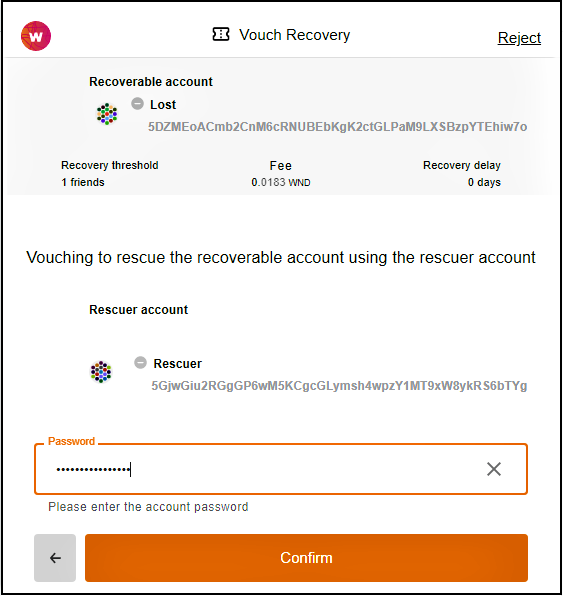 w
Vouch Recovery
Reject
Recoverable account
Lost
5DZMEoACmb2CnM6cRNUBEbKgK2ctGLPaM9LXSBzpYTEhiw7o
Recovery threshold Fee Recovery delay
1 friends 0.0183 WND 0 days
Vouching to rescue the recoverable account using the rescuer account
Rescuer account
Rescuer
5GjwGiu2RGgGP6wM5KCgcGLymsh4wpzY1MT9xW8ykRS6bTYg
Password
••••••••••••••••
Please enter the account password
Confirm